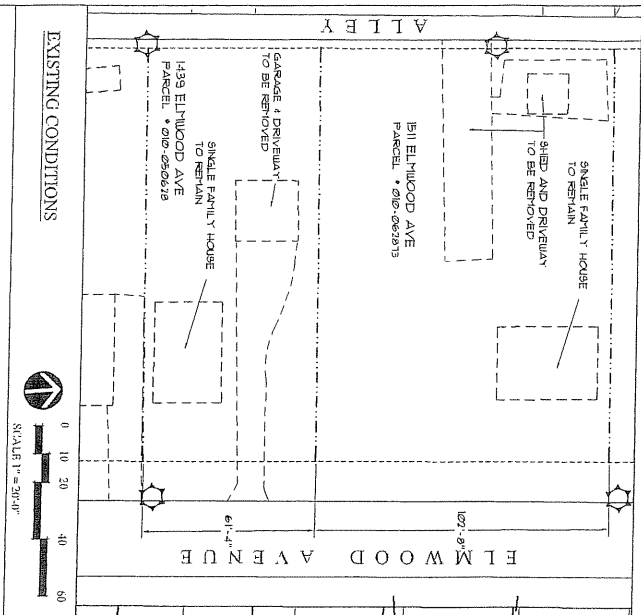 ALLEY
GARAGE & DRIVEWAY
TO BE REMOVED
1439 ELMWOOD AVE
PARCEL # 010-050628
SINGLE FAMILY HOUSE
TO REMAIN
1511 ELMWOOD AVE
PARCEL # 010-062873
SHED AND DRIVEWAY
TO BE REMOVED
SINGLE FAMILY HOUSE
TO REMAIN
61'-4"
102'-8"
ELMWOOD AVENUE
EXISTING CONDITIONS
0 10 20 40 60
SCALE 1" = 20'-0"